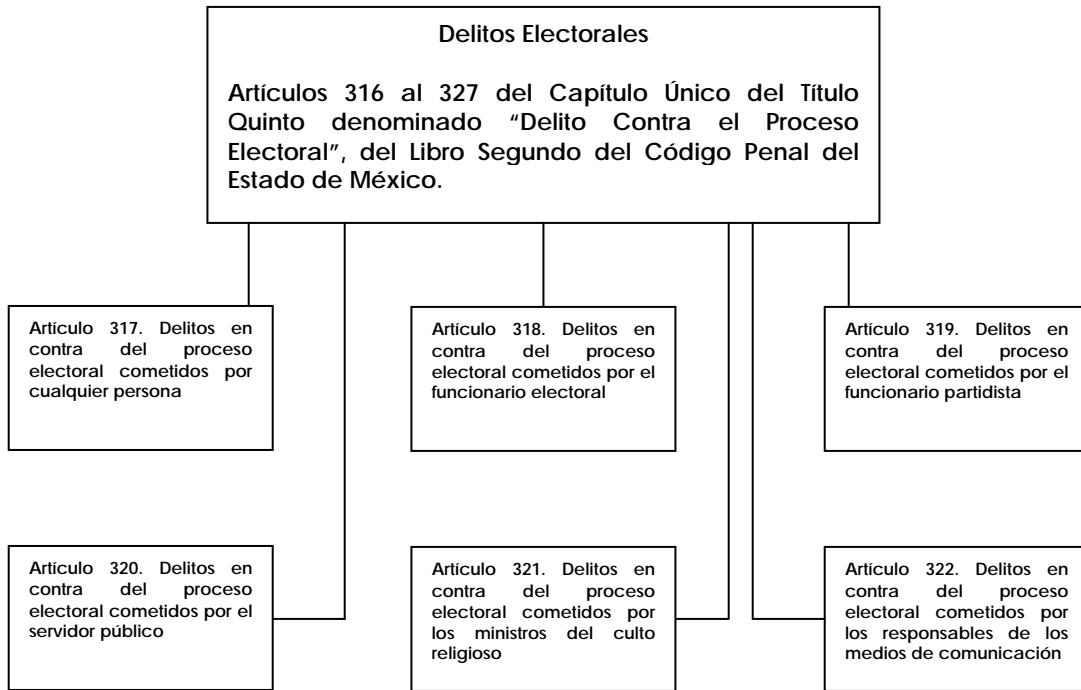 Delitos Electorales
Artículos 316 al 327 del Capítulo Único del Título
Quinto denominado “Delito Contra el Proceso
Electoral”, del Libro Segundo del Código Penal del
Estado de México.
Artículo 317. Delitos en
contra del proceso
electoral cometidos por
cualquier persona
Artículo 318. Delitos en
contra del proceso
electoral cometidos por el
funcionario electoral
Artículo 319. Delitos en
contra del proceso
electoral cometidos por el
funcionario partidista
Artículo 320. Delitos en
contra del proceso
electoral cometidos por el
servidor público
Artículo 321. Delitos en
contra del proceso
electoral cometidos por
los ministros del culto
religioso
Artículo 322. Delitos en
contra del proceso
electoral cometidos por
los responsables de los
medios de comunicación